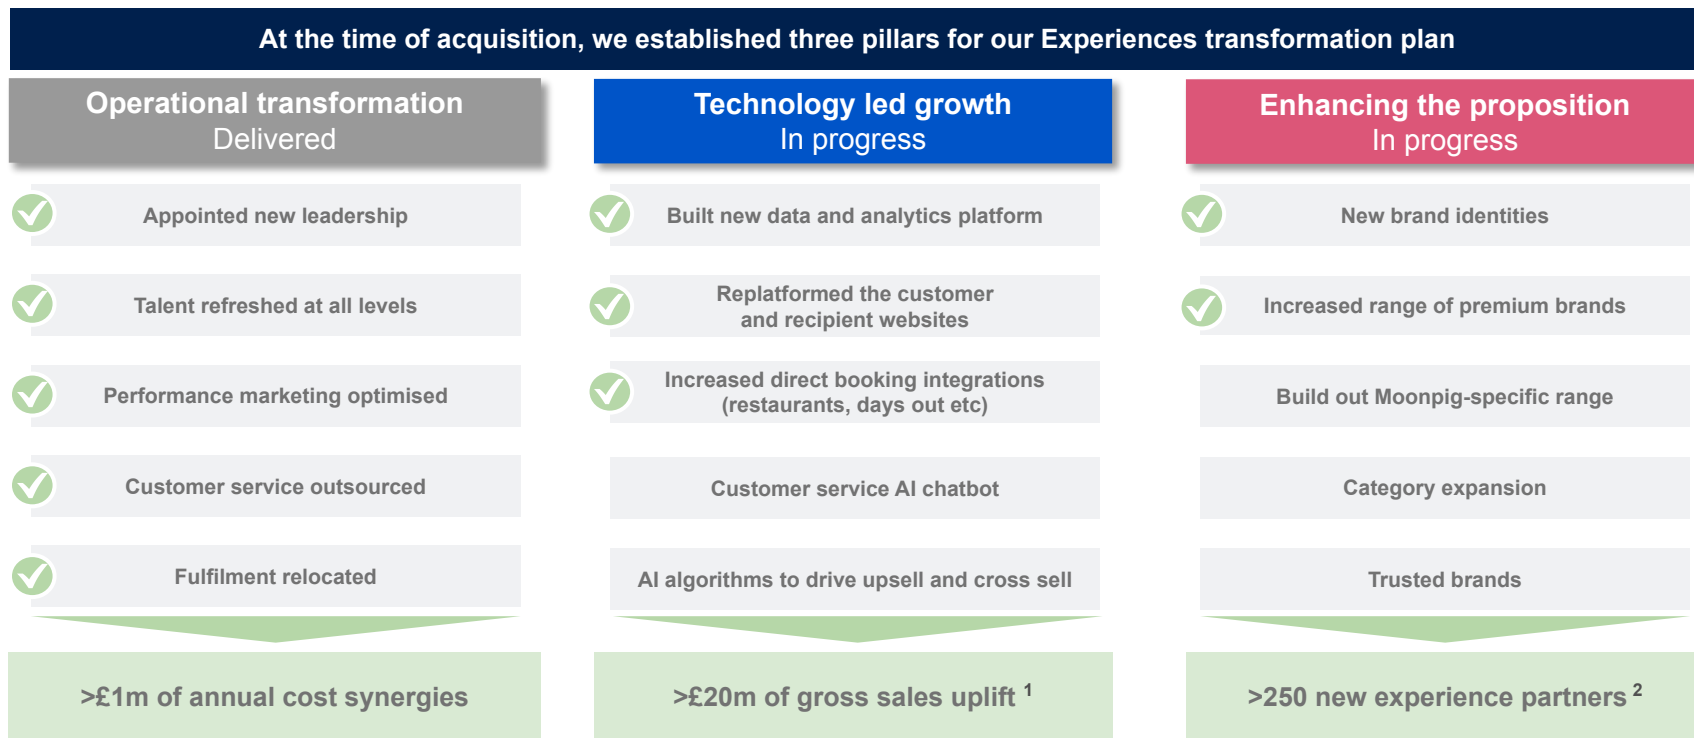 At the time of acquisition, we established three pillars for our Experiences transformation plan
Operational transformation
Delivered
Appointed new leadership
Talent refreshed at all levels
Performance marketing optimised
Customer service outsourced
Fulfilment relocated
>£1m of annual cost synergies
Technology led growth
In progress
Built new data and analytics platform
Replatformed the customer
and recipient websites
Increased direct booking integrations
(restaurants, days out etc)
Customer service AI chatbot
AI algorithms to drive upsell and cross sell
>£20m of gross sales uplift 1
Enhancing the proposition
In progress
New brand identities
Increased range of premium brands
Build out Moonpig-specific range
Category expansion
Trusted brands
>250 new experience partners 2